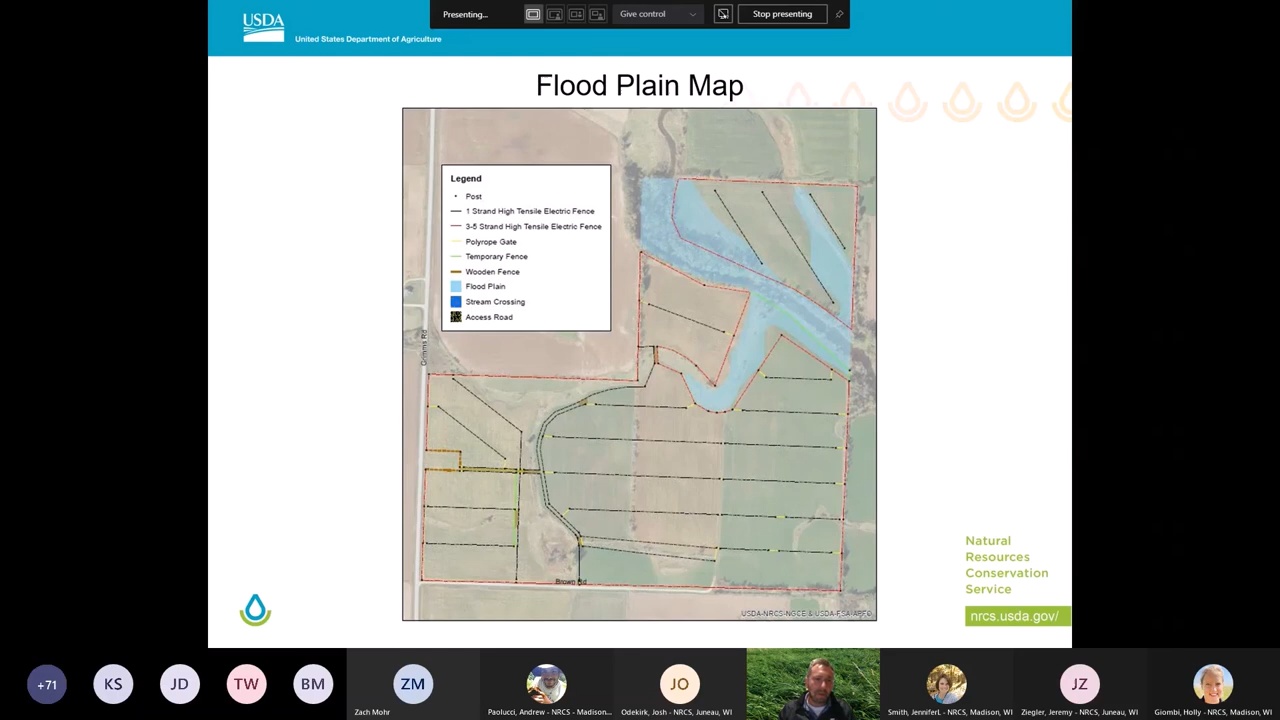 Presenting...
Give control
Stop presenting
USDA
United States Department of Agriculture
Flood Plain Map
Legend
Post
1 Strand High Tensile Electric Fence
3-5 Strand High Tensile Electric Fence
Polyrope Gate
Temporary Fence
Wooden Fence
Flood Plain
Stream Crossing
Access Road
Grimms Rd
Brown Rd
USDA-NRCS-NGCE & USDA-FSA-APFO
Natural
Resources
Conservation
Service
nrcs.usda.gov/
+71
KS
JD
TW
BM
ZM
JO
JZ
Zach Mohr
Paolucci, Andrew - NRCS - Madison...
Odekirk, Josh - NRCS, Juneau, WI
Smith, JenniferL - NRCS, Madison, WI
Ziegler, Jeremy - NRCS, Juneau, WI
Giombi, Holly - NRCS, Madison, WI